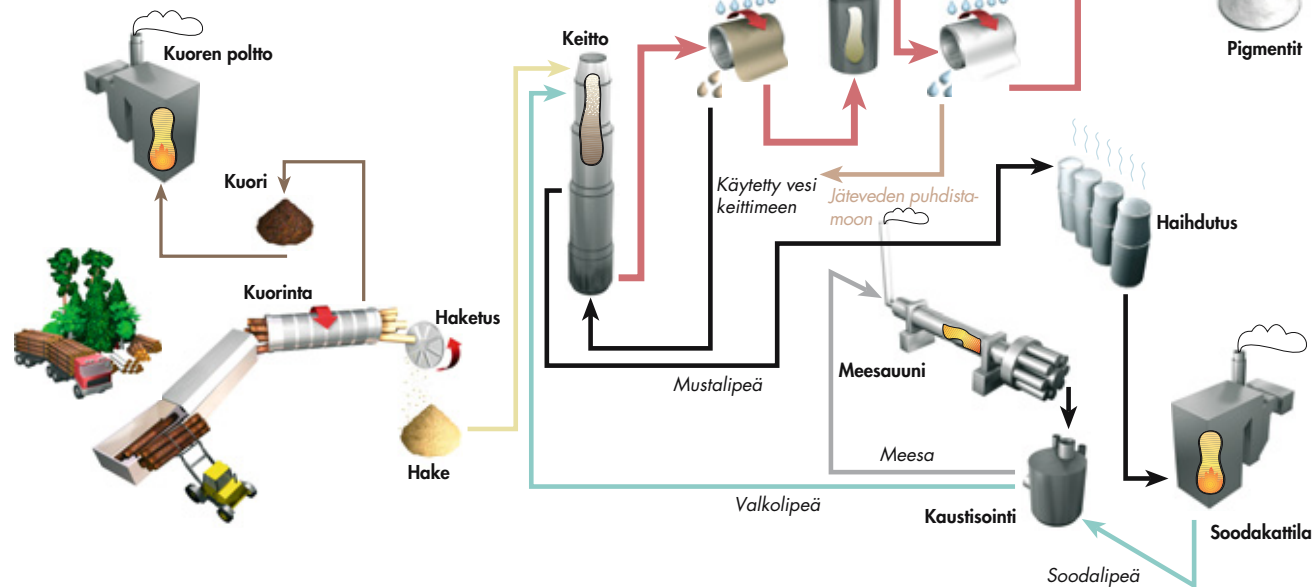 Kuoren poltto
Keitto
Pigmentit
Kuori
Käytetty vesi
keittimeen
Jäteveden puhdista-
moon
Haihdutus
Kuorinta
Haketus
Mustalipeä
Meesauuni
Hake
Meesa
Valkolipeä
Kaustisointi
Soodakattila
Soodalipeä